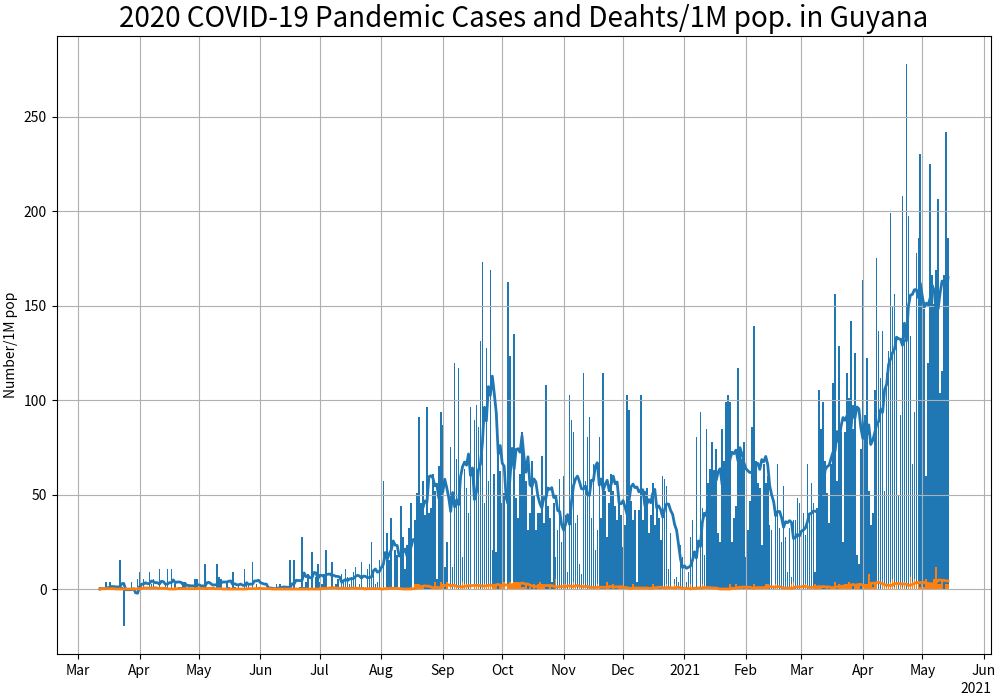 2020 COVID-19 Pandemic Cases and Deahts/1M pop. in Guyana
Number/1M pop
250
200
150
100
50
0
Mar Apr May Jun Jul Aug Sep Oct Nov Dec 2021 Feb Mar Apr May Jun
2021